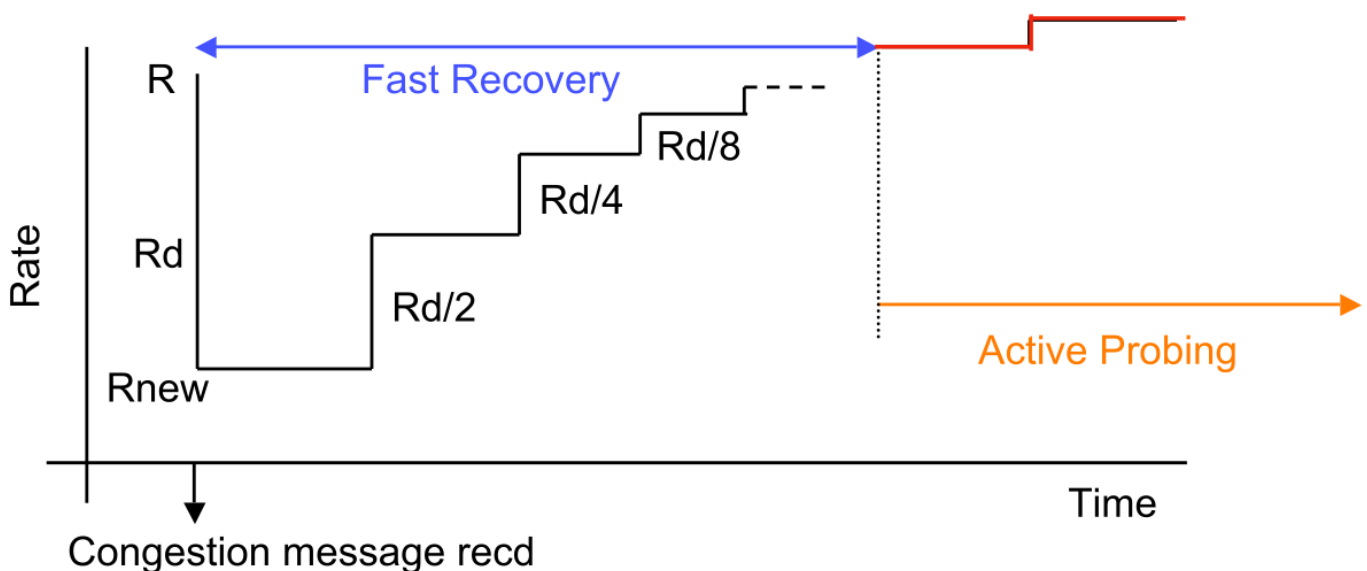 R
Fast Recovery
Rd/8
Rd/4
Rd
Rate
Rd/2
Active Probing
Rnew
Time
Congestion message recd